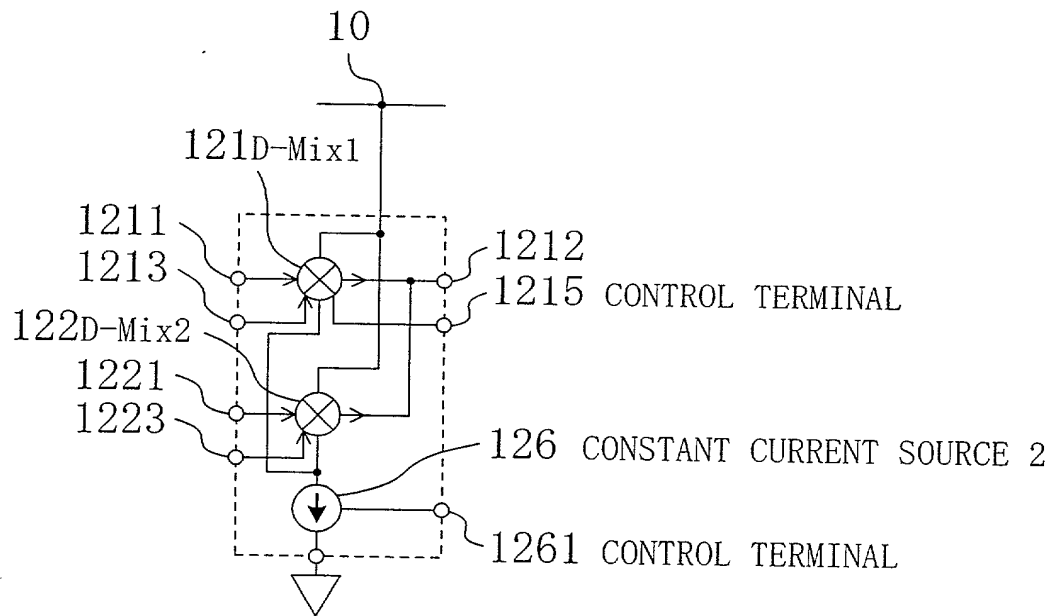 10
121D-Mix1
1211
1213
122D-Mix2
1221
1223
1212
1215 CONTROL TERMINAL
126 CONSTANT CURRENT SOURCE 2
1261 CONTROL TERMINAL